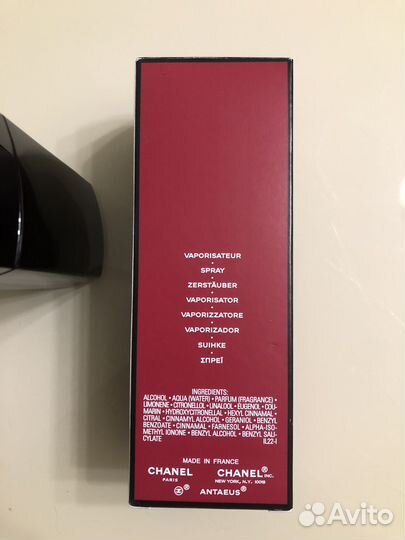 VAPORISATEUR
SPRAY
ZERSTÄUBER
VAPORISATOR
VAPORIZZATORE
VAPORIZADOR
SUIHKE
ΣΠΡΕΪ
INGREDIENTS:
ALCOHOL • AQUA (WATER) • PARFUM (FRAGRANCE) •
LIMONENE • CITRONELLOL • LINALOOL • EUGENOL • COU-
MARIN • HYDROXYCITRONELLAL • HEXYL CINNAMAL •
CITRAL • CINNAMYL ALCOHOL • GERANIOL • BENZYL
BENZOATE • CINNAMAL • FARNESOL • ALPHA-ISO-
METHYL IONONE • BENZYL ALCOHOL • BENZYL SALI-
CYLATE IL22-I
MADE IN FRANCE
CHANEL CHANEL® INC.
PARIS NEW YORK, N.Y. 10019
ANTAEUS®
Avito